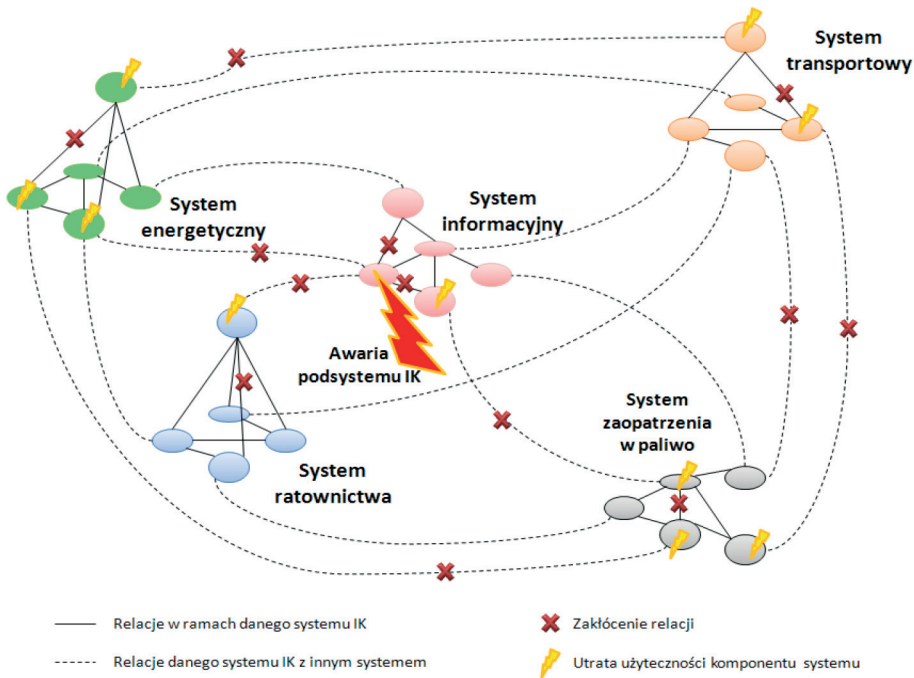 System
transportowy
System
energetyczny
System
informacyjny
Awaria
podsystemu IK
System
zaopatrzenia
w paliwo
System
ratownictwa
Relacje w ramach danego systemu IK
Zakłócenie relacji
Relacje danego systemu IK z innym systemem
Utrata użyteczności komponentu systemu